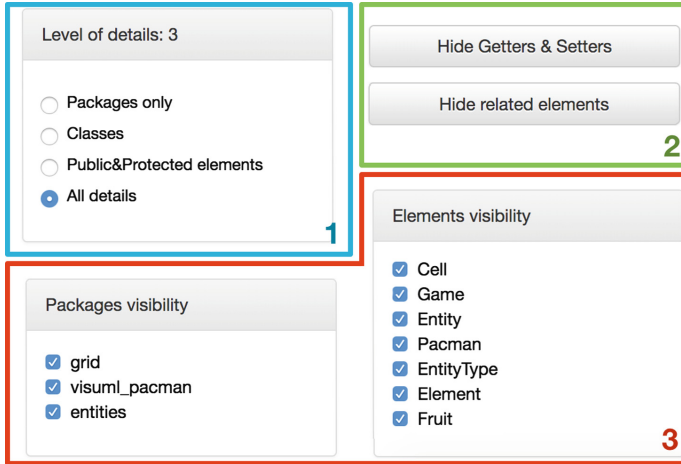 Level of details: 3
Packages only
Classes
Public&Protected elements
All details
1
Hide Getters & Setters
Hide related elements
2
Packages visibility
grid
visuml_pacman
entities
Elements visibility
Cell
Game
Entity
Pacman
EntityType
Element
Fruit
3